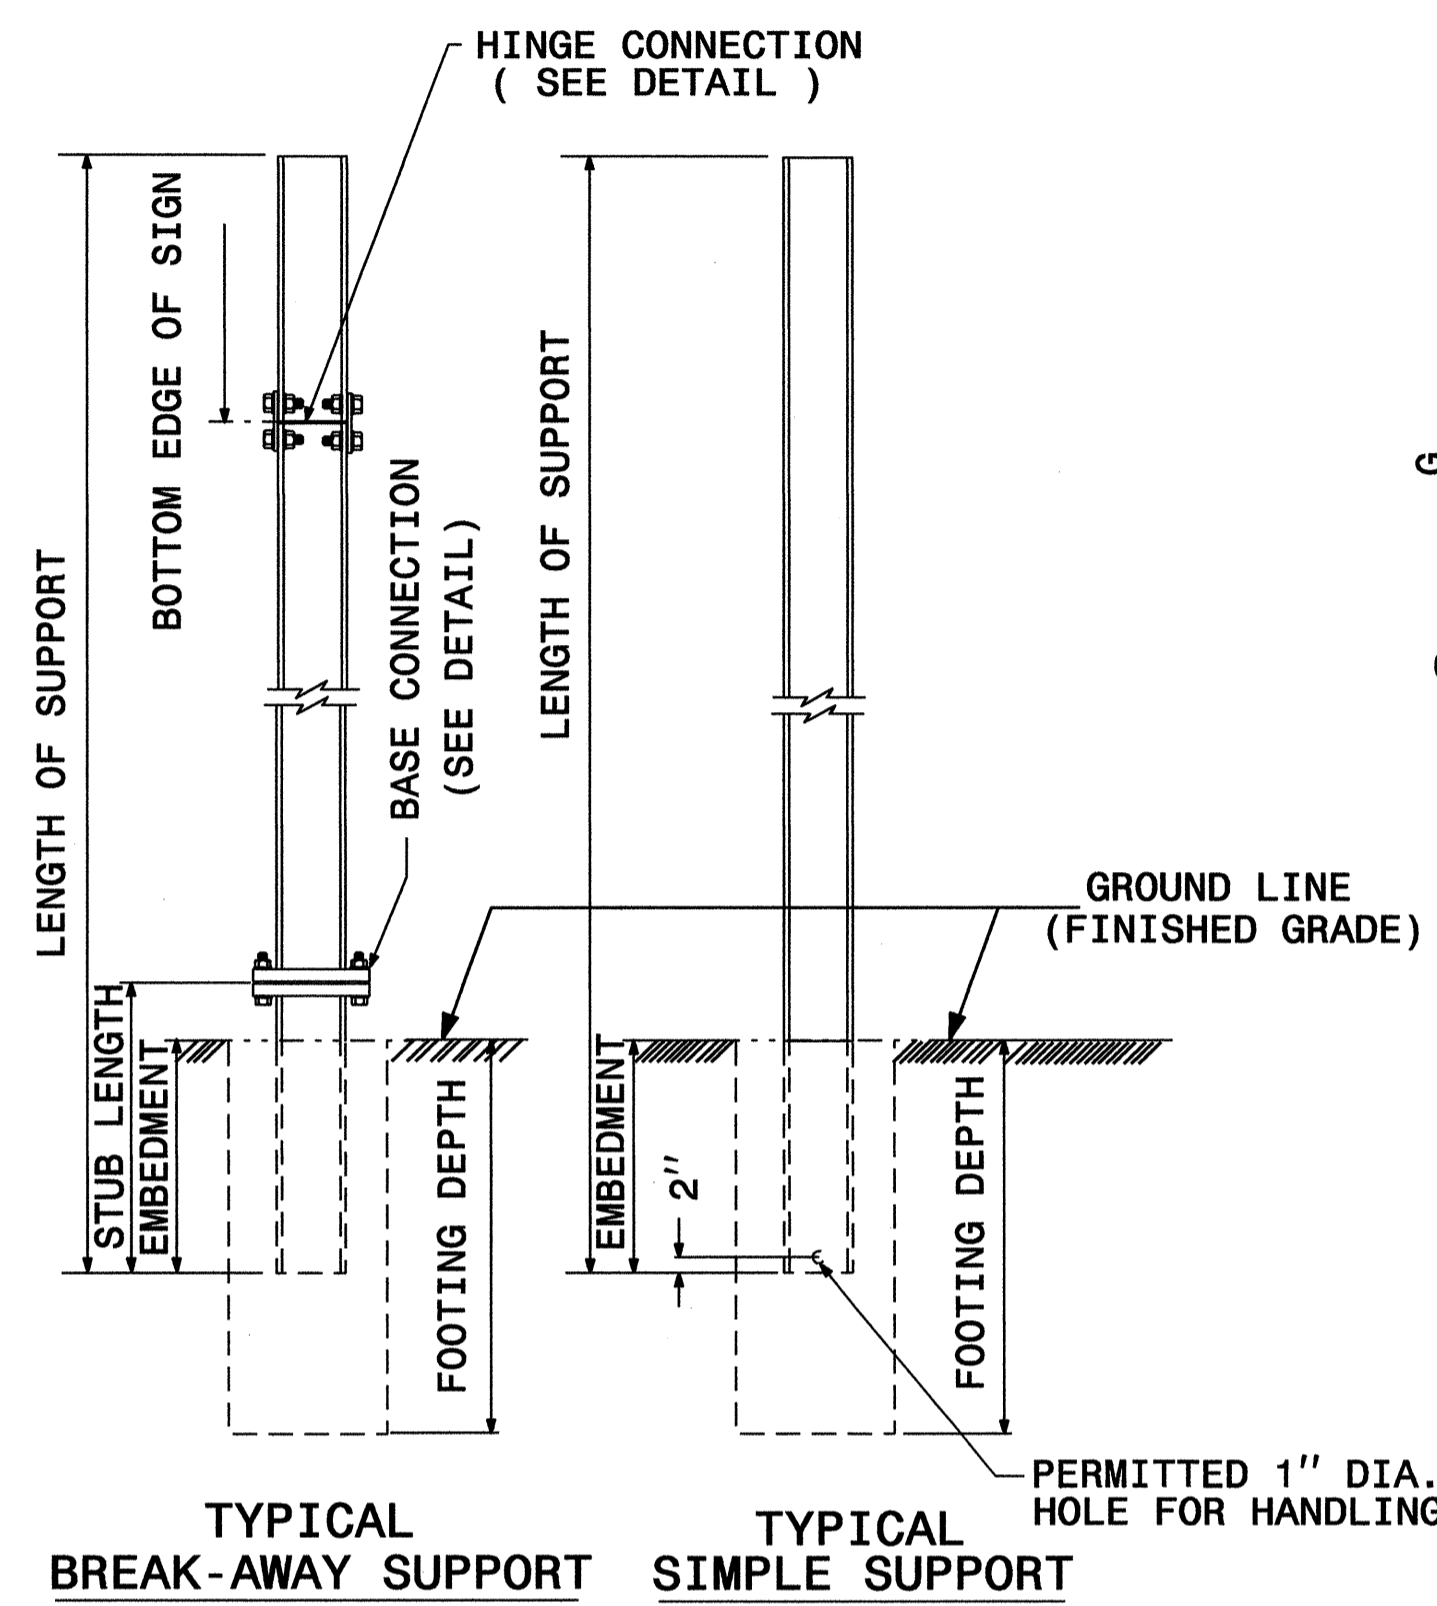 HINGE CONNECTION
( SEE DETAIL )
LENGTH OF SUPPORT
BOTTOM EDGE OF SIGN
BASE CONNECTION
(SEE DETAIL)
LENGTH OF SUPPORT
GROUND LINE
(FINISHED GRADE)
STUB LENGTH
EMBEDMENT
FOOTING DEPTH
EMBEDMENT
2"
FOOTING DEPTH
PERMITTED 1" DIA.
HOLE FOR HANDLING
TYPICAL
BREAK-AWAY SUPPORT
TYPICAL
SIMPLE SUPPORT